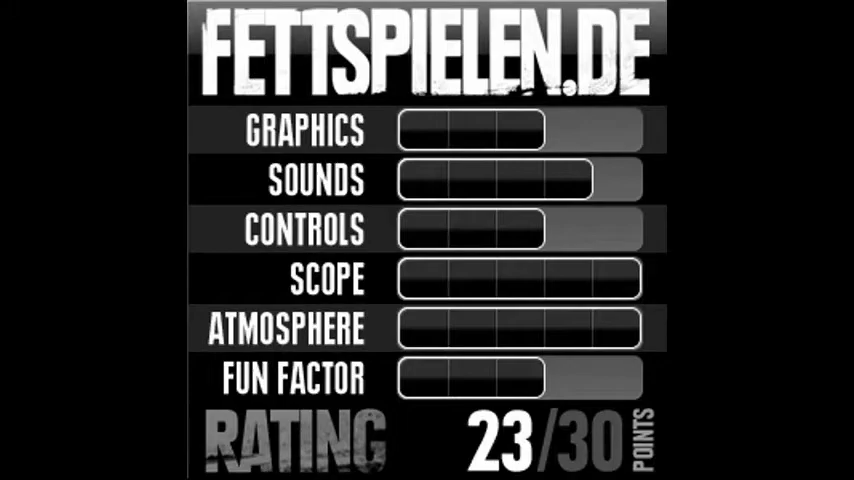 FETTSPIELEN.DE
GRAPHICS
SOUNDS
CONTROLS
SCOPE
ATMOSPHERE
FUN FACTOR
RATING 23/30 POINTS